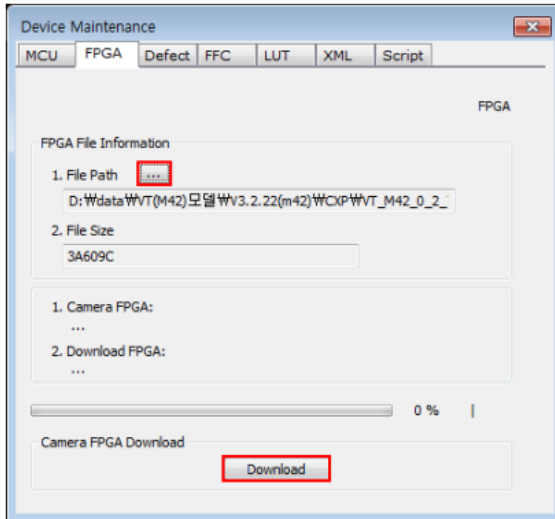 Device Maintenance
MCU FPGA Defect FFC LUT XML Script
FPGA
FPGA File Information
1. File Path ...
D:₩data₩VT(M42)모델₩V3.2.22(m42)₩CXP₩VT_M42_0_2_
2. File Size
3A609C
1. Camera FPGA:
...
2. Download FPGA:
...
0 %
Camera FPGA Download
Download